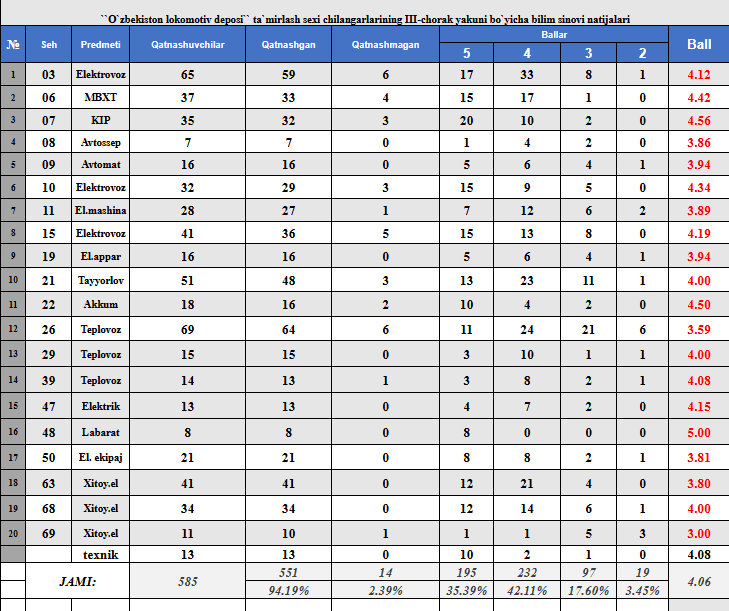 ``O`zbekiston lokomotiv deposi`` ta`mirlash sexi chilangarlarining III-chorak yakuni bo`yicha bilim sinovi natijalari
№ Seh Predmeti Qatnashuvchilar Qatnashgan Qatnashmagan Ballar Ball
5 4 3 2
1 03 Elektrovoz 65 59 6 17 33 8 1 4.12
2 06 MBXT 37 33 4 15 17 1 0 4.42
3 07 KIP 35 32 3 20 10 2 0 4.56
4 08 Avtossep 7 7 0 1 4 2 0 3.86
5 09 Avtomat 16 16 0 5 6 4 1 3.94
6 10 Elektrovoz 32 29 3 15 9 5 0 4.34
7 11 El.mashina 28 27 1 7 12 6 2 3.89
8 15 Elektrovoz 41 36 5 15 13 8 0 4.19
9 19 El.appar 16 16 0 5 6 4 1 3.94
10 21 Tayyorlov 51 48 3 13 23 11 1 4.00
11 22 Akkum 18 16 2 10 4 2 0 4.50
12 26 Teplovoz 69 64 6 11 24 21 6 3.59
13 29 Teplovoz 15 15 0 3 10 1 1 4.00
14 39 Teplovoz 14 13 1 3 8 2 1 4.08
15 47 Elektrik 13 13 0 4 7 2 0 4.15
16 48 Labarat 8 8 0 8 0 0 0 5.00
17 50 El. ekipaj 21 21 0 8 8 2 1 3.81
18 63 Xitoy.el 41 41 0 12 21 4 0 3.80
19 68 Xitoy.el 34 34 0 12 14 6 1 4.00
20 69 Xitoy.el 11 10 1 1 1 5 3 3.00
texnik 13 13 0 10 2 1 0 4.08
JAMI: 585 551 14 195 232 97 19 4.06
94.19% 2.39% 35.39% 42.11% 17.60% 3.45%